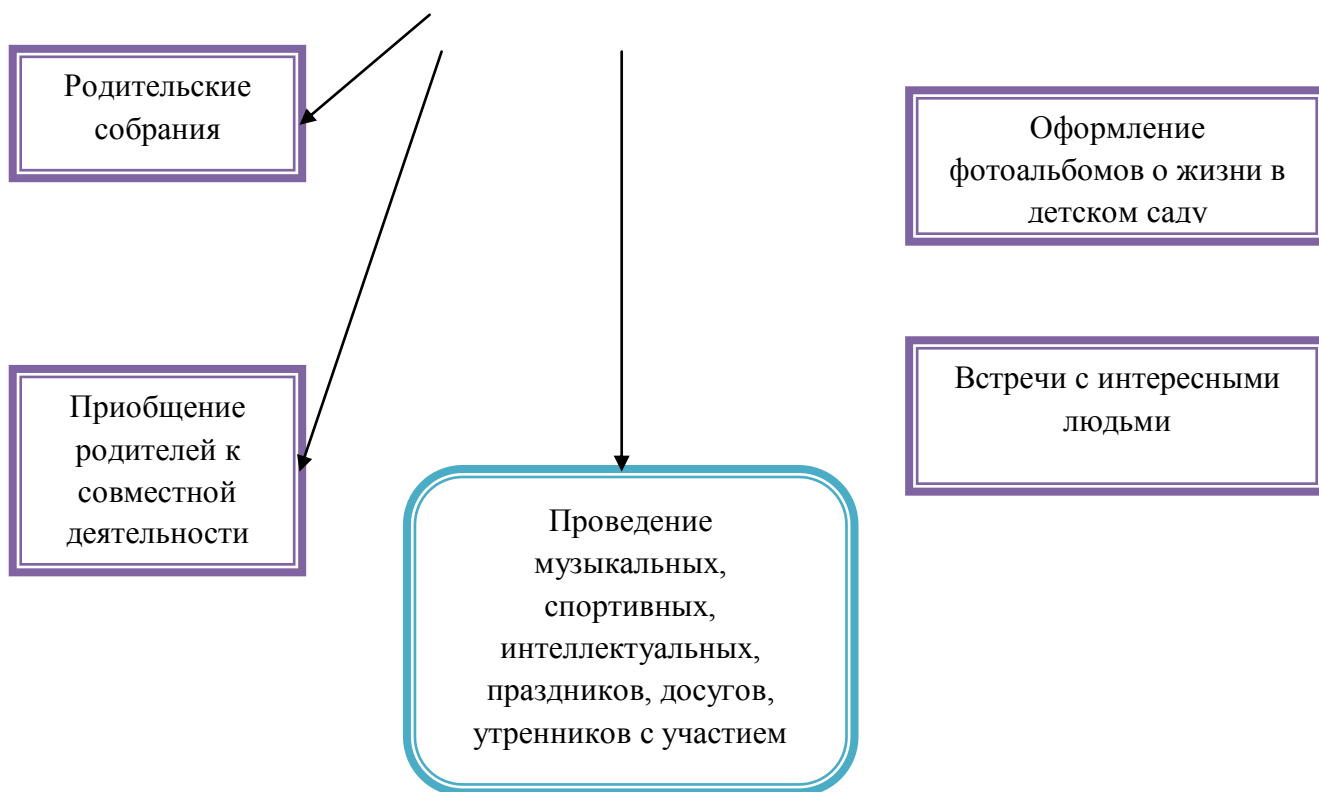 Родительские
собрания
Оформление
фотоальбомов о жизни в
детском саду
Приобщение
родителей к
совместной
деятельности
Встречи с интересными
людьми
Проведение
музыкальных,
спортивных,
интеллектуальных,
праздников, досугов,
утренников с участием